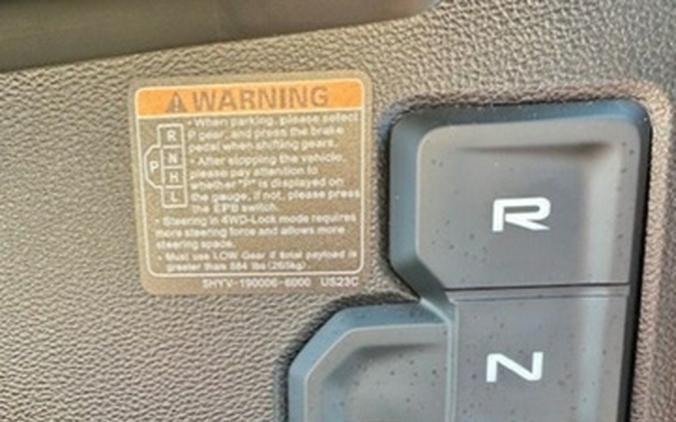 WARNING
• When parking, please select
P gear, and press the brake
pedal when shifting gears.
• After stopping the vehicle,
please pay attention to
whether "P" is displayed on
the gauge, if not, please press
the EPB switch.
• Steering in 4WD-Lock mode requires
more steering force and allows more
steering space.
• Must use LOW Gear if total payload is
greater than 584 lbs (265kg)
R
N
P
H
L
5HYV-190006-6000 US23C
R
N